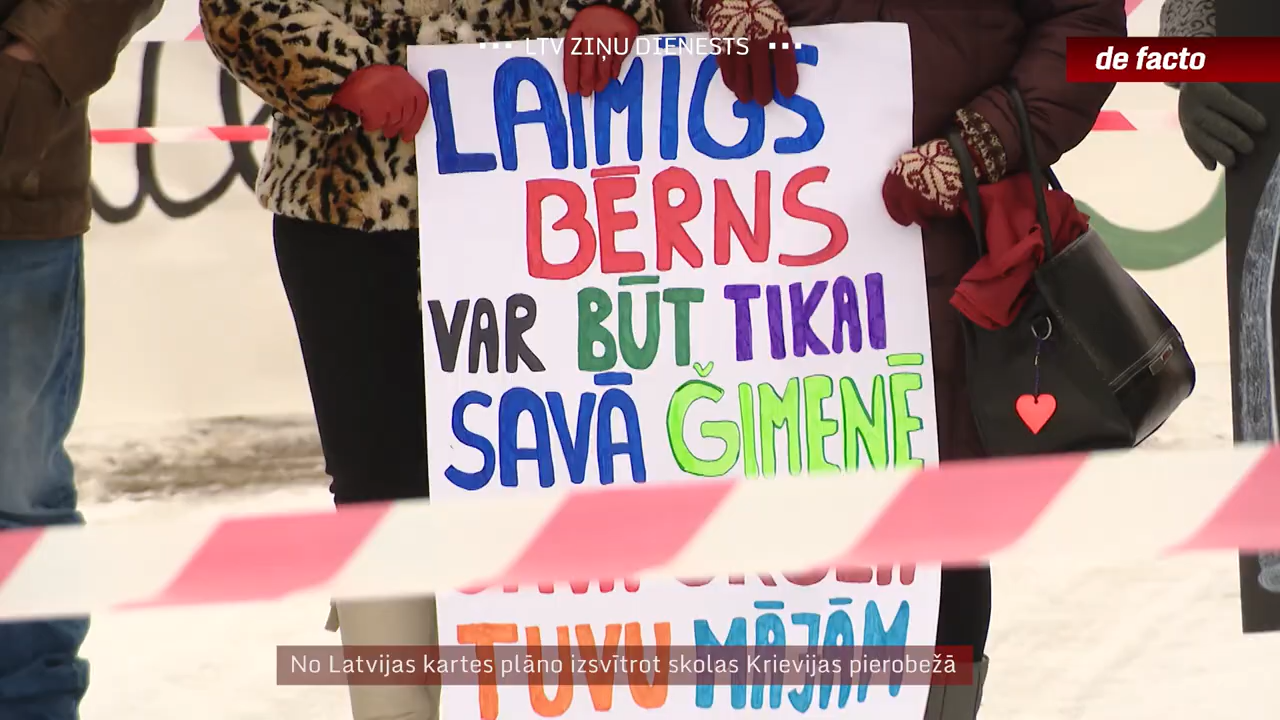 LTV ZIŅU DIENESTS
de facto
LAIMĪGS
BĒRNS
VAR BŪT TIKAI
SAVĀ ĢIMENĒ
TUVU MĀJĀM
No Latvijas kartes plāno izsvītrot skolas Krievijas pierobežā